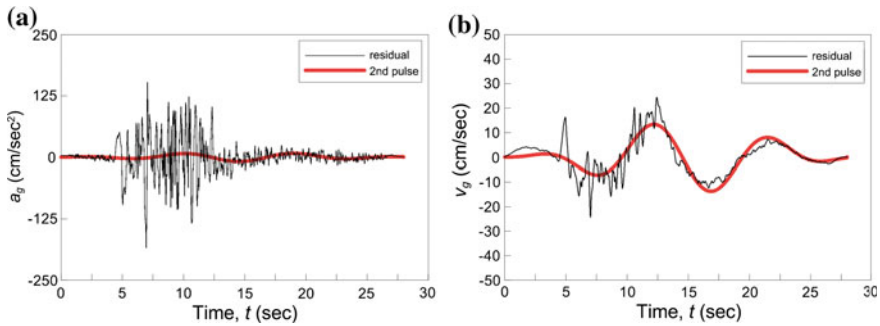 (a)
250
125
0
-125
-250
a_g (cm/sec²)
residual
2nd pulse
0 5 10 15 20 25 30
Time, t (sec)
(b)
50
40
30
20
10
0
-10
-20
-30
-40
-50
v_g (cm/sec)
residual
2nd pulse
0 5 10 15 20 25 30
Time, t (sec)